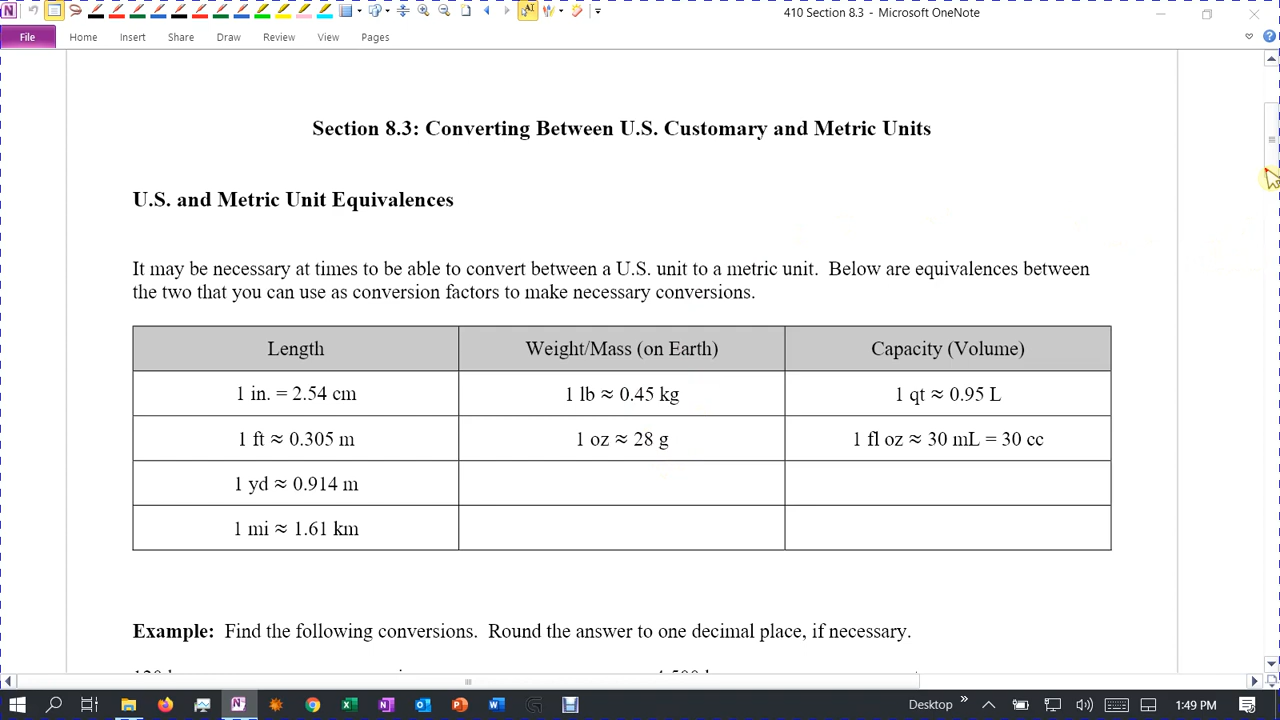 410 Section 8.3 - Microsoft OneNote
File Home Insert Share Draw Review View Pages
Section 8.3: Converting Between U.S. Customary and Metric Units
U.S. and Metric Unit Equivalences
It may be necessary at times to be able to convert between a U.S. unit to a metric unit. Below are equivalences between
the two that you can use as conversion factors to make necessary conversions.
Length Weight/Mass (on Earth) Capacity (Volume)
1 in. = 2.54 cm 1 lb ≈ 0.45 kg 1 qt ≈ 0.95 L
1 ft ≈ 0.305 m 1 oz ≈ 28 g 1 fl oz ≈ 30 mL = 30 cc
1 yd ≈ 0.914 m
1 mi ≈ 1.61 km
Example: Find the following conversions. Round the answer to one decimal place, if necessary.
Desktop 1:49 PM